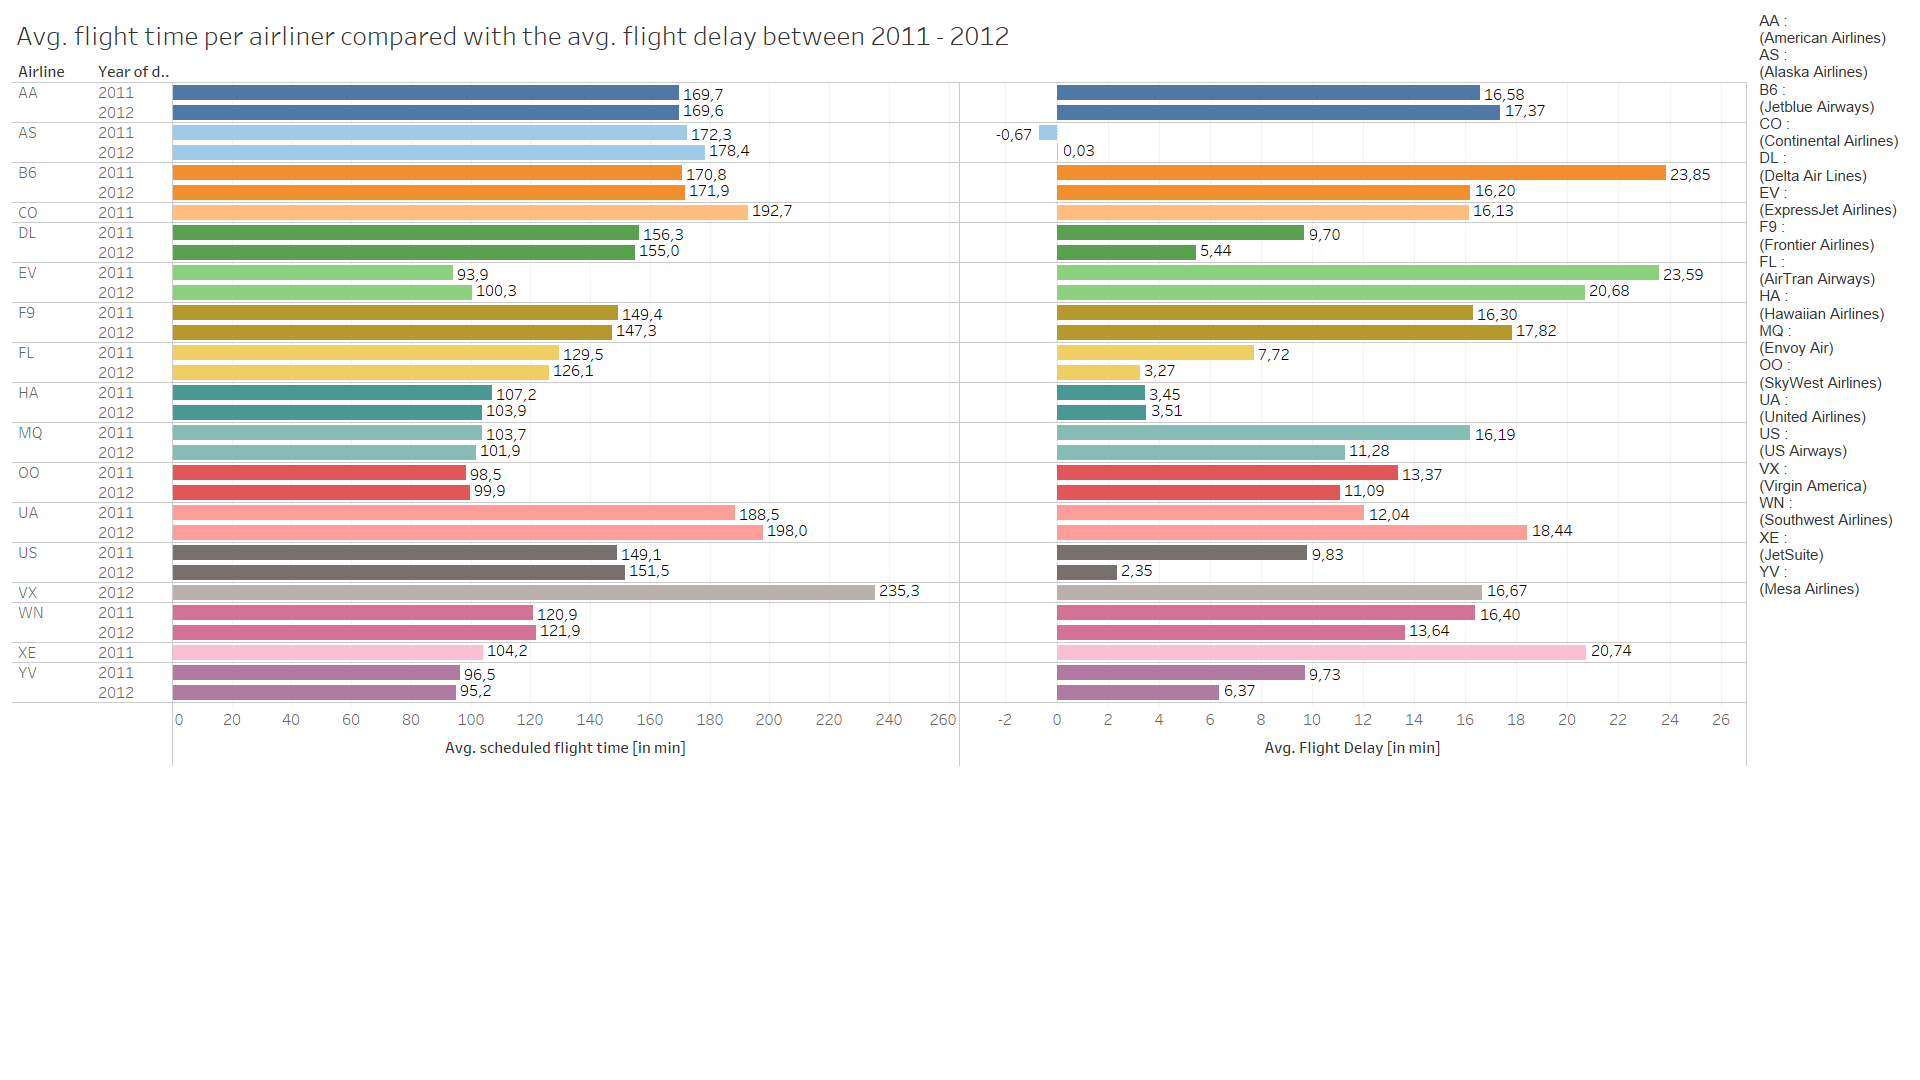 Avg. flight time per airliner compared with the avg. flight delay between 2011 - 2012
Airline Year of d..
AA 2011 169,7 16,58
2012 169,6 17,37
AS 2011 172,3 -0,67
2012 178,4 0,03
B6 2011 170,8 23,85
2012 171,9 16,20
CO 2011 192,7 16,13
DL 2011 156,3 9,70
2012 155,0 5,44
EV 2011 93,9 23,59
2012 100,3 20,68
F9 2011 149,4 16,30
2012 147,3 17,82
FL 2011 129,5 7,72
2012 126,1 3,27
HA 2011 107,2 3,45
2012 103,9 3,51
MQ 2011 103,7 16,19
2012 101,9 11,28
OO 2011 98,5 13,37
2012 99,9 11,09
UA 2011 188,5 12,04
2012 198,0 18,44
US 2011 149,1 9,83
2012 151,5 2,35
VX 2012 235,3 16,67
WN 2011 120,9 16,40
2012 121,9 13,64
XE 2011 104,2 20,74
YV 2011 96,5 9,73
2012 95,2 6,37
0 20 40 60 80 100 120 140 160 180 200 220 240 260 -2 0 2 4 6 8 10 12 14 16 18 20 22 24 26
Avg. scheduled flight time [in min] Avg. Flight Delay [in min]
AA :
(American Airlines)
AS :
(Alaska Airlines)
B6 :
(Jetblue Airways)
CO :
(Continental Airlines)
DL :
(Delta Air Lines)
EV :
(ExpressJet Airlines)
F9 :
(Frontier Airlines)
FL :
(AirTran Airways)
HA :
(Hawaiian Airlines)
MQ :
(Envoy Air)
OO :
(SkyWest Airlines)
UA :
(United Airlines)
US :
(US Airways)
VX :
(Virgin America)
WN :
(Southwest Airlines)
XE :
(JetSuite)
YV :
(Mesa Airlines)